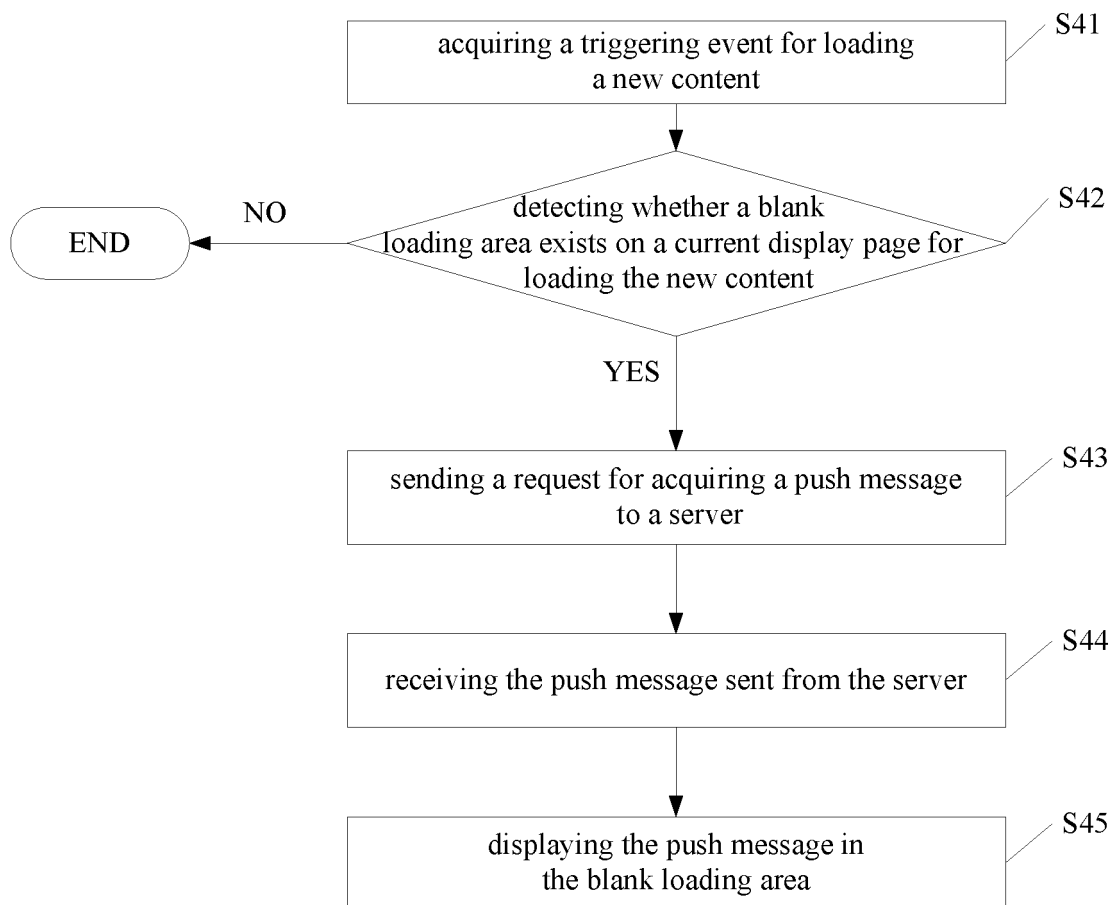 S41
acquiring a triggering event for loading
a new content
S42
detecting whether a blank
loading area exists on a current display page for
loading the new content
NO
END
YES
S43
sending a request for acquiring a push message
to a server
S44
receiving the push message sent from the server
S45
displaying the push message in
the blank loading area